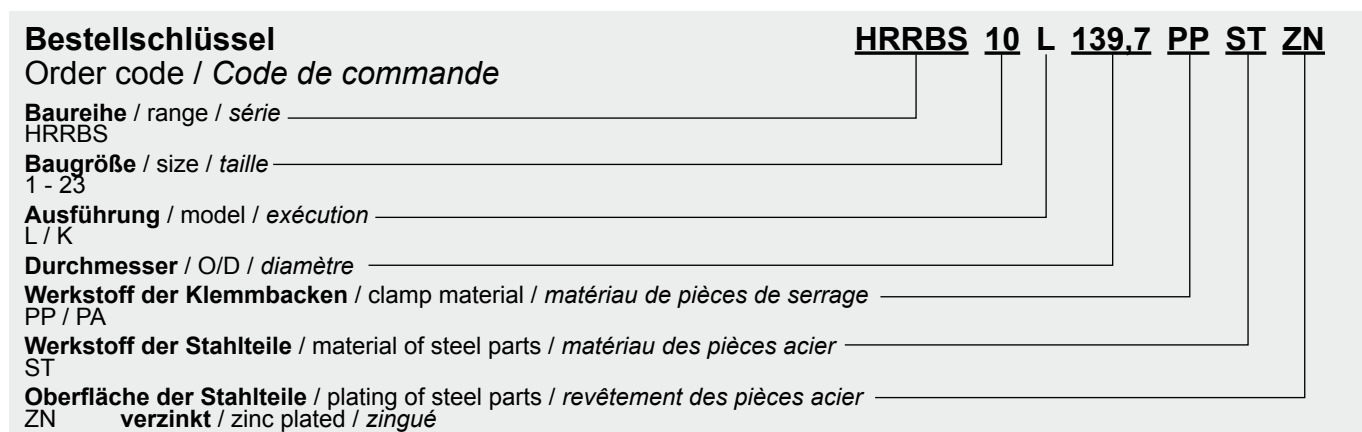 Bestellschlüssel HRRBS 10 L 139,7 PP ST ZN
Order code / Code de commande
Baureihe / range / série
HRRBS
Baugröße / size / taille
1 - 23
Ausführung / model / exécution
L / K
Durchmesser / O/D / diamètre
Werkstoff der Klemmbacken / clamp material / matériau de pièces de serrage
PP / PA
Werkstoff der Stahlteile / material of steel parts / matériau des pièces acier
ST
Oberfläche der Stahlteile / plating of steel parts / revêtement des pièces acier
ZN verzinkt / zinc plated / zingué